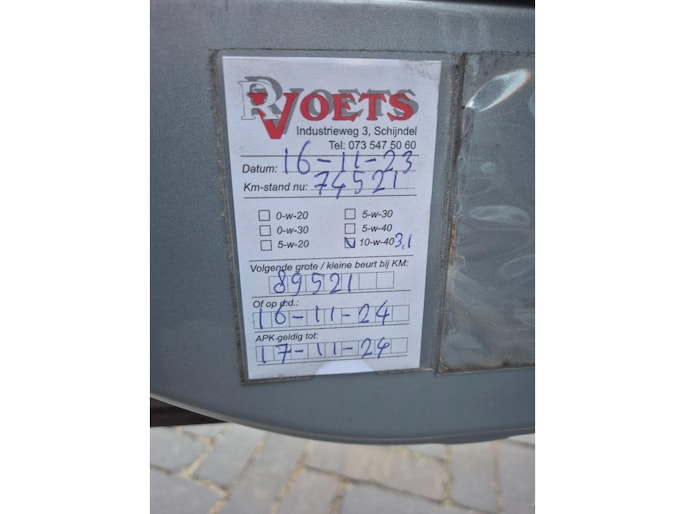 R VOETS
Industrieweg 3, Schijndel
Tel: 073 547 50 60
Datum: 16-11-23
Km-stand nu: 74521
0-w-20 5-w-30
0-w-30 5-w-40
5-w-20 10-w-40 3,1
Volgende grote / kleine beurt bij KM:
89521
Of op d.d.:
16-11-24
APK-geldig tot:
17-11-24